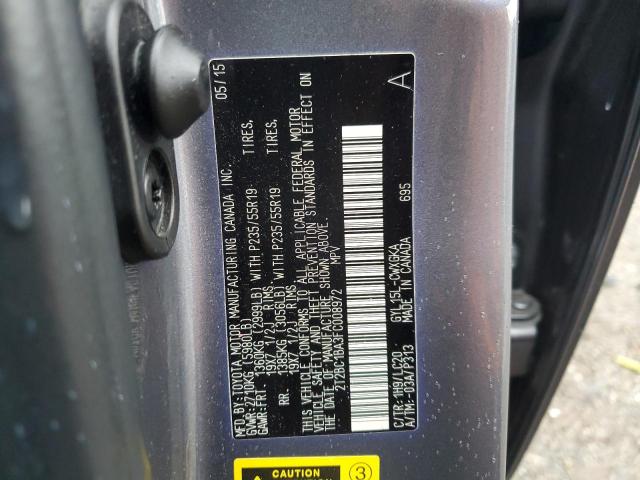 MFD.BY:TOYOTA MOTOR MANUFACTURING CANADA INC. 05/15
GVWR:2710KG(5980LB)
GAWR:FRT 1360KG(2999LB) WITH P235/55R19 TIRES,
19X7 1/2J RIMS
RR 1385KG(3056LB) WITH P235/55R19 TIRES,
19X7 1/2J RIMS
THIS VEHICLE CONFORMS TO ALL APPLICABLE FEDERAL MOTOR
VEHICLE SAFETY AND THEFT PREVENTION STANDARDS IN EFFECT ON
THE DATE OF MANUFACTURE SHOWN ABOVE.
2T2BC1BA3FC008972 MPV
A
C/TR:1H9/LC20 GYL15L-CWXGKA 695
A/TM:-03A/P313 MADE IN CANADA
CAUTION 3